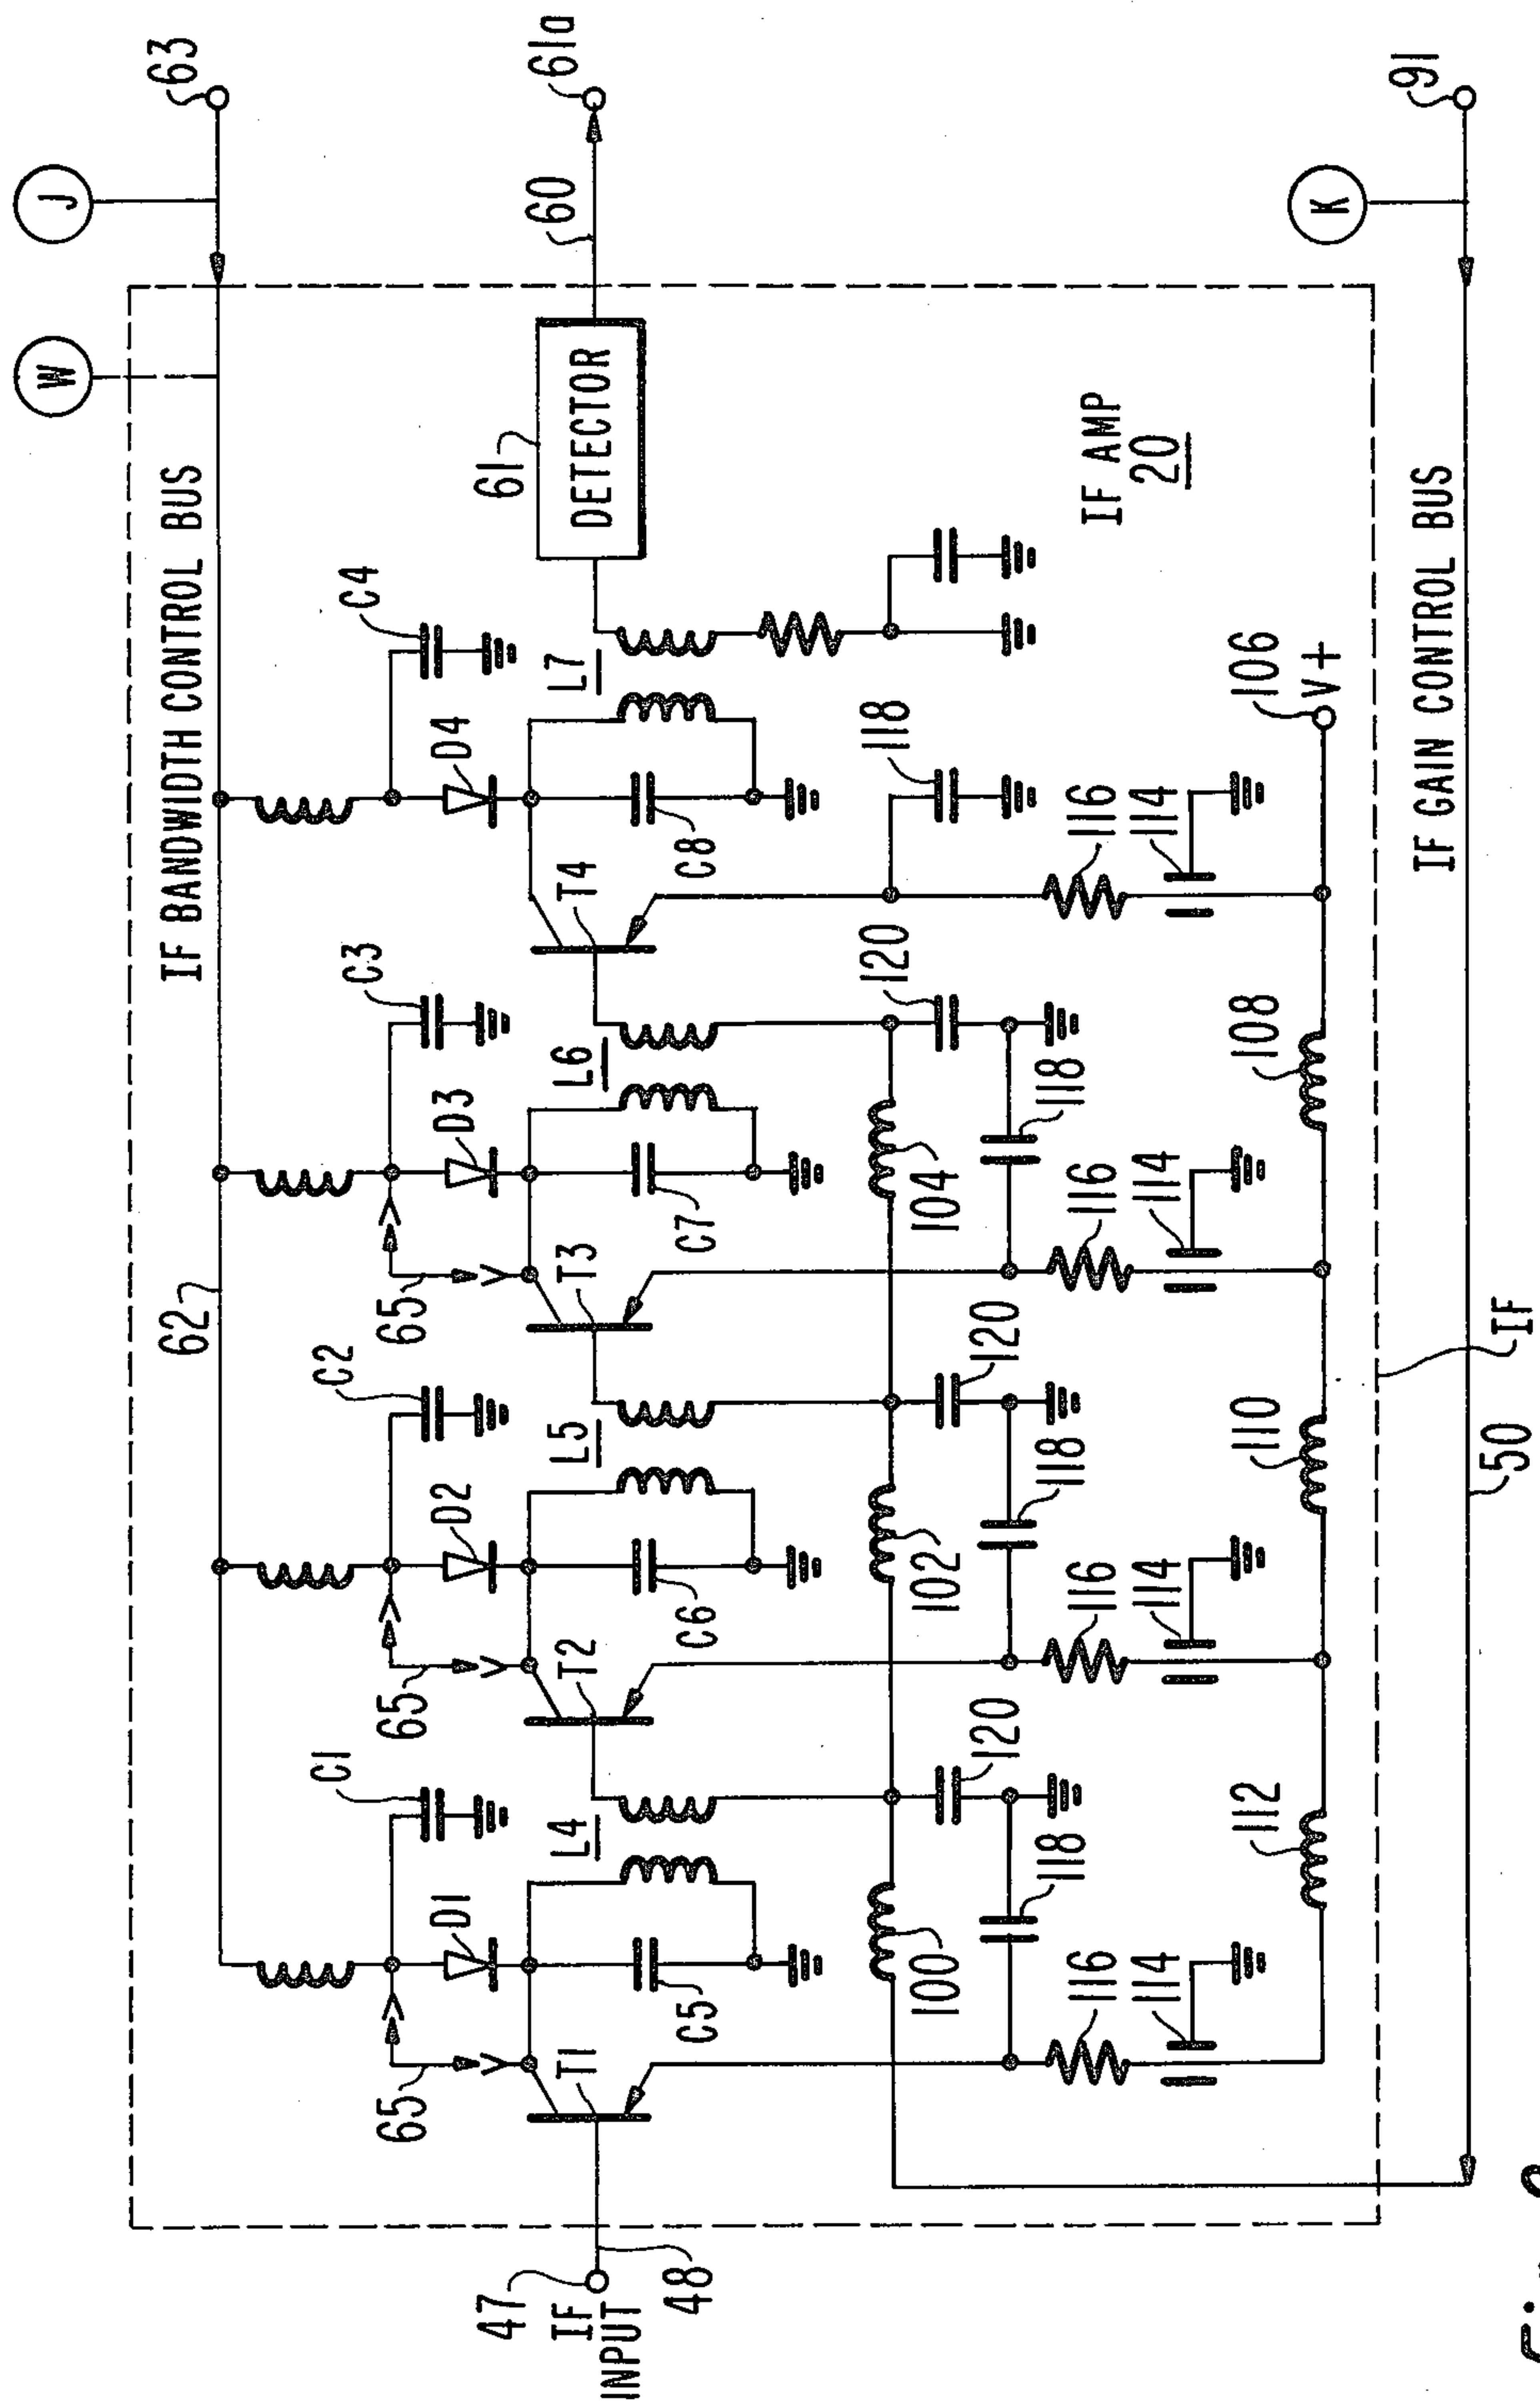 J
63
W
IF BANDWIDTH CONTROL BUS
62
C1
C2
C3
C4
65
65
65
D1
D2
D3
D4
61
DETECTOR
60
61a
47
IF
INPUT
48
T1
T2
T3
T4
L4
L5
L6
L7
C5
C6
C7
C8
100
102
104
118
120
120
120
118
118
118
IF AMP
20
116
116
116
116
114
114
114
114
112
110
108
106
V+
K
91
IF GAIN CONTROL BUS
50
IF